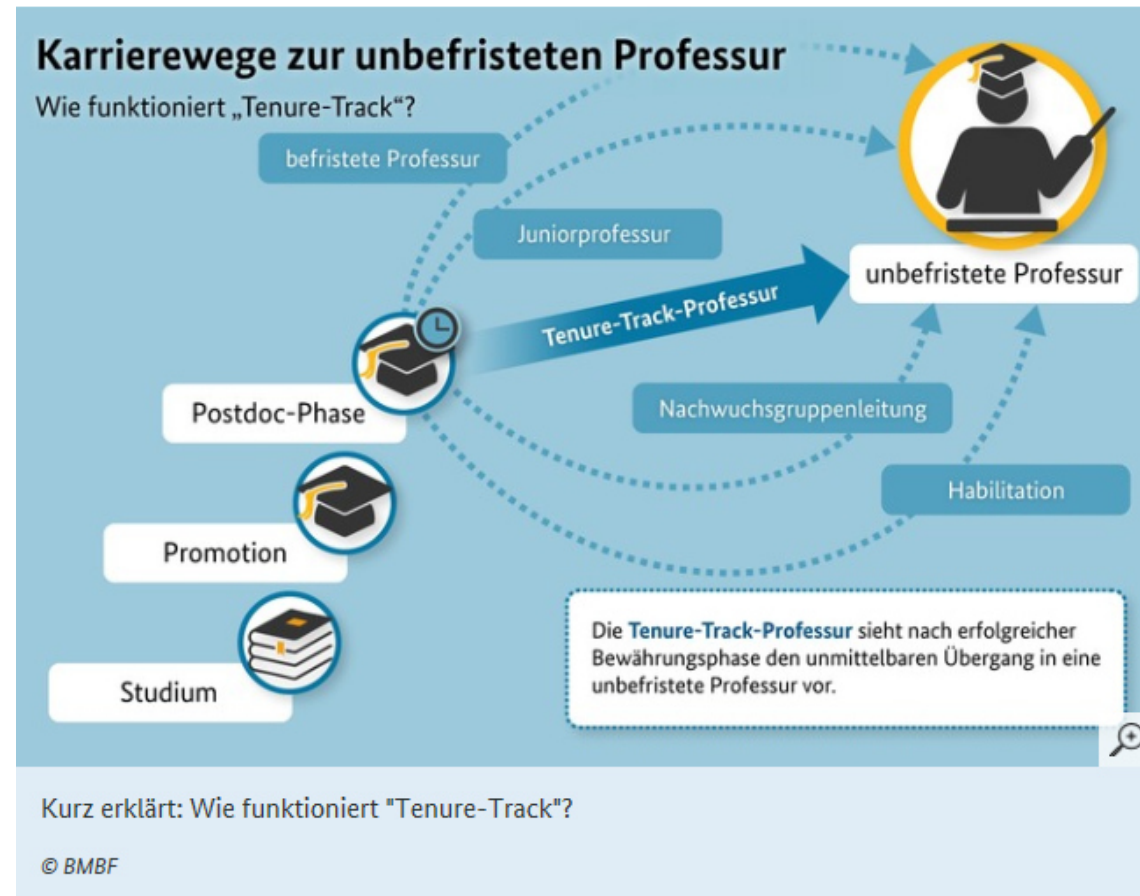 Karrierewege zur unbefristeten Professur
Wie funktioniert „Tenure-Track“?
befristete Professur
Juniorprofessur
unbefristete Professur
Tenure-Track-Professur
Postdoc-Phase
Nachwuchsgruppenleitung
Habilitation
Promotion
Studium
Die Tenure-Track-Professur sieht nach erfolgreicher
Bewährungsphase den unmittelbaren Übergang in eine
unbefristete Professur vor.
Kurz erklärt: Wie funktioniert "Tenure-Track"?
© BMBF